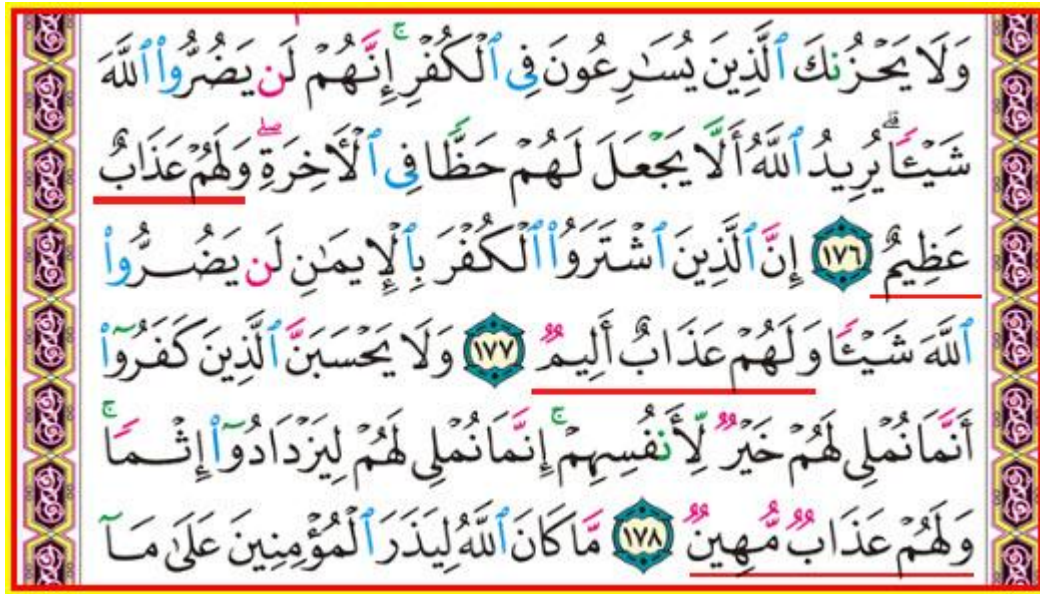 وَلَا يَحْزُنكَ ٱلَّذِينَ يُسَـٰرِعُونَ فِى ٱلْكُفْرِ ۚ إِنَّهُمْ لَن يَضُرُّوا۟ ٱللَّهَ
شَيْـًٔا ۗ يُرِيدُ ٱللَّهُ أَلَّا يَجْعَلَ لَهُمْ حَظًّا فِى ٱلْـَٔاخِرَةِ ۖ وَلَهُمْ عَذَابٌ
عَظِيمٌ ١٧٦ إِنَّ ٱلَّذِينَ ٱشْتَرَوُا۟ ٱلْكُفْرَ بِٱلْإِيمَـٰنِ لَن يَضُرُّوا۟
ٱللَّهَ شَيْـًٔا وَلَهُمْ عَذَابٌ أَلِيمٌ ١٧٧ وَلَا يَحْسَبَنَّ ٱلَّذِينَ كَفَرُوٓا۟
أَنَّمَا نُمْلِى لَهُمْ خَيْرٌ لِّأَنفُسِهِمْ ۚ إِنَّمَا نُمْلِى لَهُمْ لِيَزْدَادُوٓا۟ إِثْمًا ۚ
وَلَهُمْ عَذَابٌ مُّهِينٌ ١٧٨ مَّا كَانَ ٱللَّهُ لِيَذَرَ ٱلْمُؤْمِنِينَ عَلَىٰ مَآ